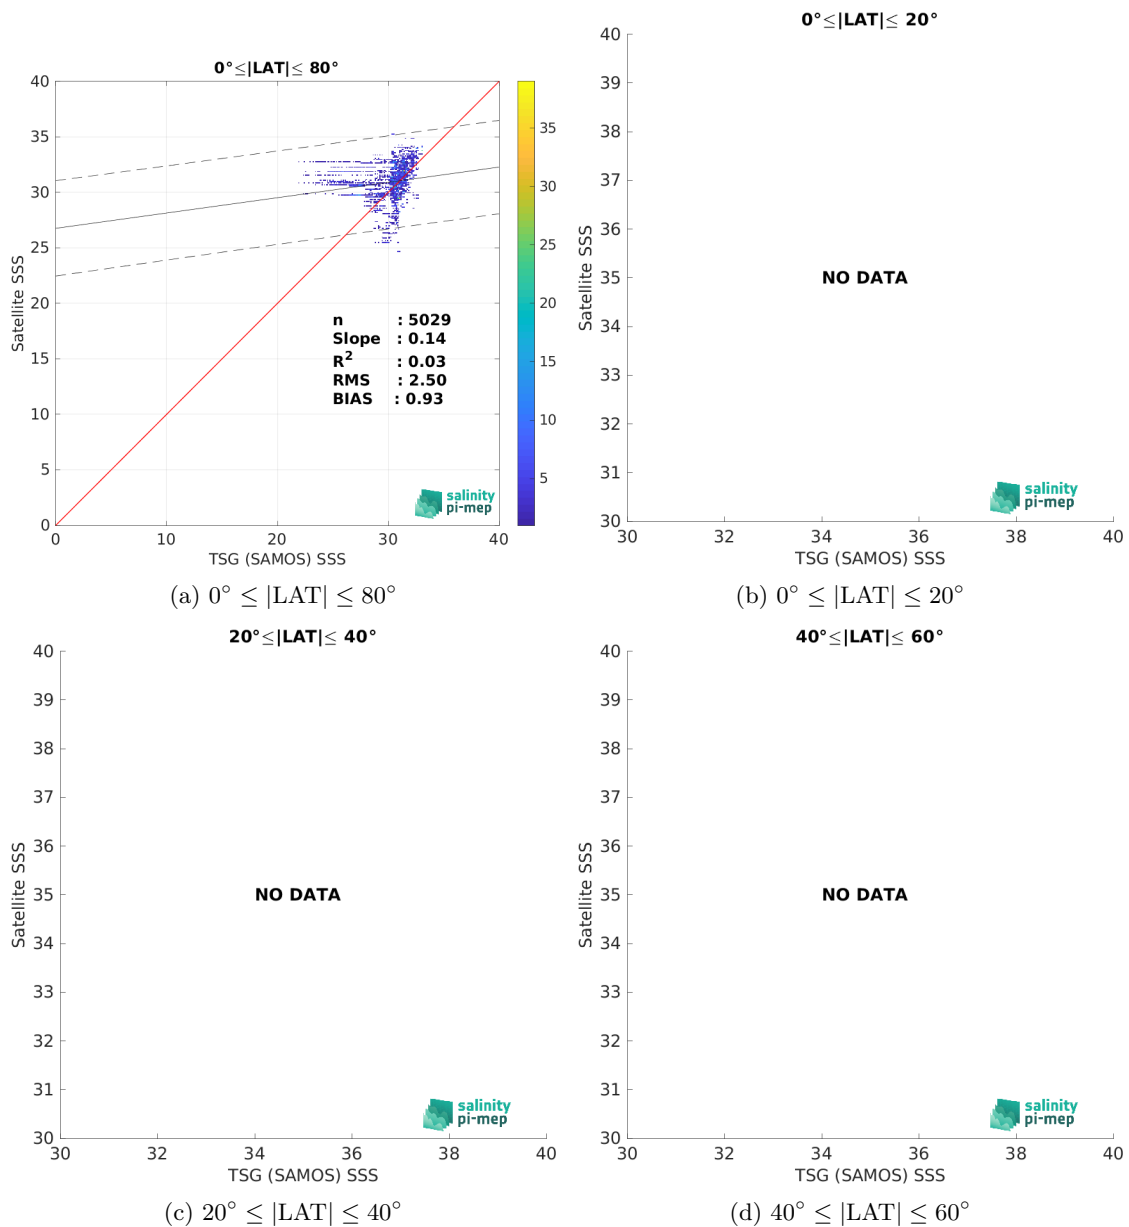 0°≤|LAT|≤ 80°
40
35
30
25
20
15
10
5
0
0
10
20
30
40
Satellite SSS
TSG (SAMOS) SSS
n : 5029
Slope : 0.14
R² : 0.03
RMS : 2.50
BIAS : 0.93
salinity
pi-mep
35
30
25
20
15
10
5
(a) 0° ≤ |LAT| ≤ 80°
0°≤|LAT|≤ 20°
40
39
38
37
36
35
34
33
32
31
30
30
32
34
36
38
40
Satellite SSS
TSG (SAMOS) SSS
NO DATA
salinity
pi-mep
(b) 0° ≤ |LAT| ≤ 20°
20°≤|LAT|≤ 40°
40
39
38
37
36
35
34
33
32
31
30
30
32
34
36
38
40
Satellite SSS
TSG (SAMOS) SSS
NO DATA
salinity
pi-mep
(c) 20° ≤ |LAT| ≤ 40°
40°≤|LAT|≤ 60°
40
39
38
37
36
35
34
33
32
31
30
30
32
34
36
38
40
Satellite SSS
TSG (SAMOS) SSS
NO DATA
salinity
pi-mep
(d) 40° ≤ |LAT| ≤ 60°